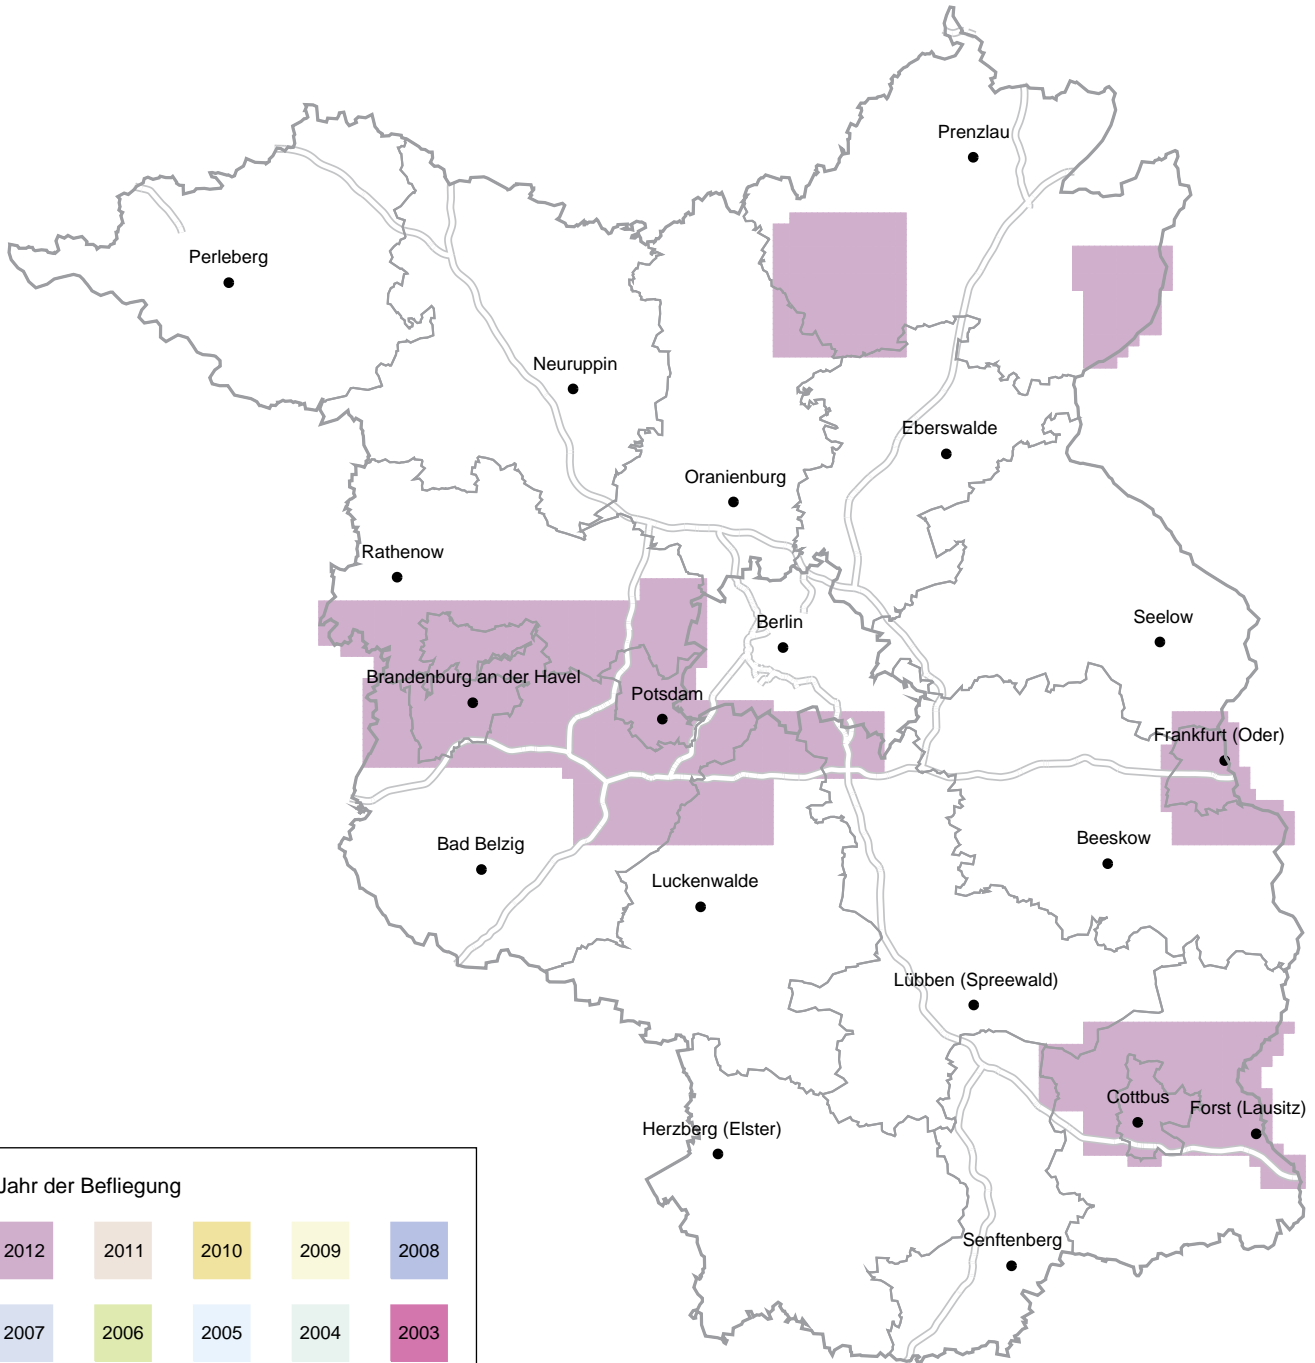 Prenzlau
Perleberg
Neuruppin
Eberswalde
Oranienburg
Rathenow
Berlin
Seelow
Brandenburg an der Havel
Potsdam
Frankfurt (Oder)
Bad Belzig
Beeskow
Luckenwalde
Lübben (Spreewald)
Cottbus
Forst (Lausitz)
Herzberg (Elster)
Senftenberg
Jahr der Befliegung
2012 2011 2010 2009 2008
2007 2006 2005 2004 2003